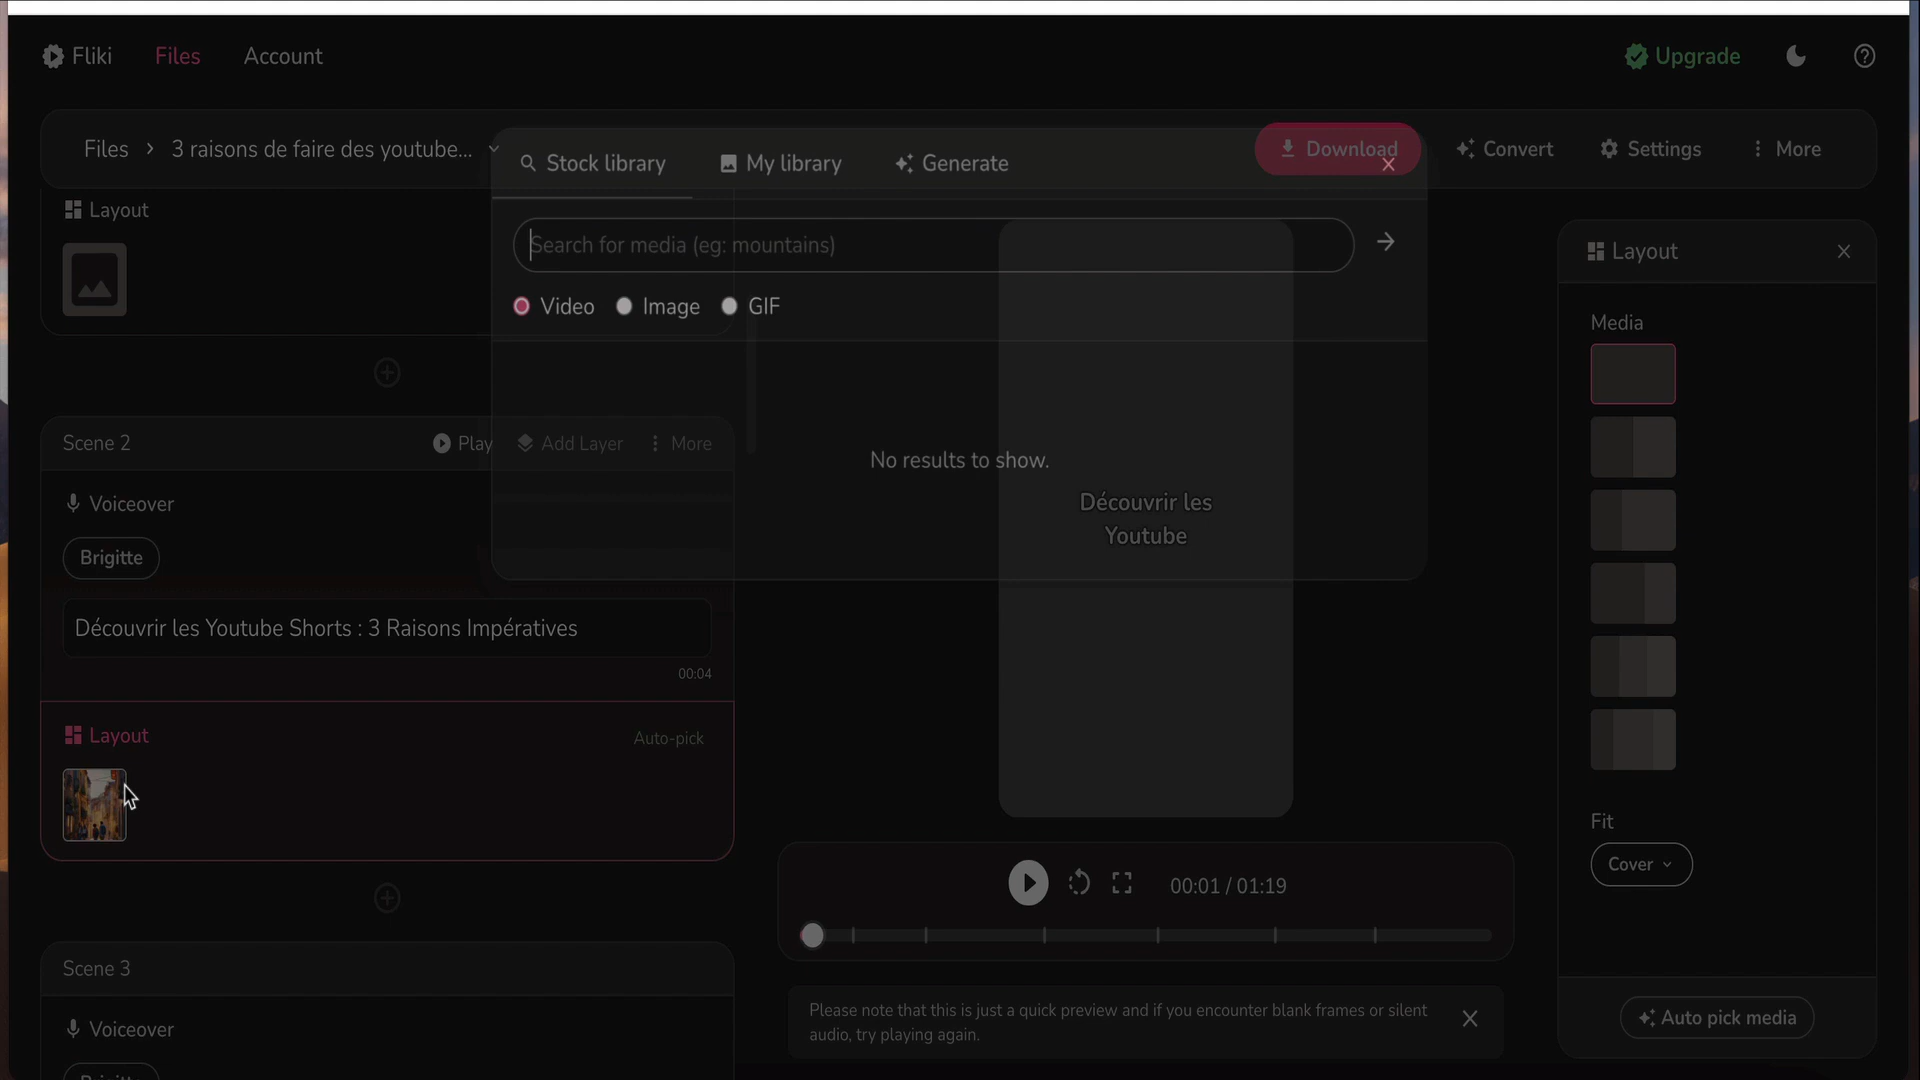 Fliki
Files
Account
Upgrade
Files > 3 raisons de faire des youtube...
Download
Convert
Settings
More
Stock library
My library
Generate
Search for media (eg: mountains)
Video
Image
GIF
No results to show.
Layout
Scene 2
Play
Add Layer
More
Voiceover
Brigitte
Découvrir les Youtube Shorts : 3 Raisons Impératives
00:04
Layout
Auto-pick
Scene 3
Voiceover
Brigitte
Découvrir les
Youtube
00:01 / 01:19
Please note that this is just a quick preview and if you encounter blank frames or silent
audio, try playing again.
Layout
Media
Fit
Cover
Auto pick media